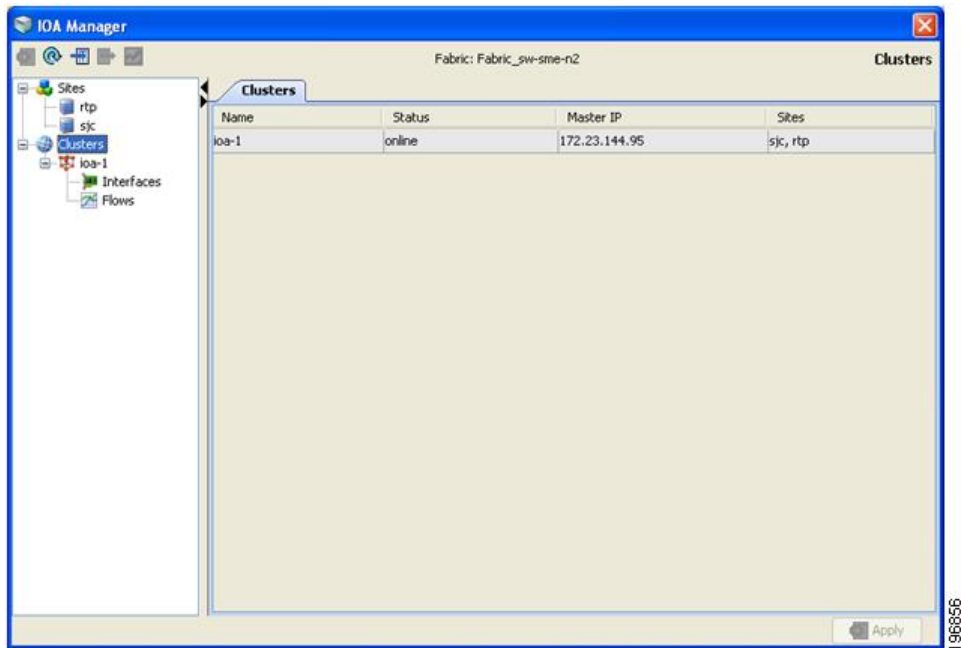 IOA Manager
Fabric: Fabric_sw-sme-n2
Clusters
Sites
rtp
sjc
Clusters
ioa-1
Interfaces
Flows
Clusters
Name Status Master IP Sites
ioa-1 online 172.23.144.95 sjc, rtp
Apply
196856